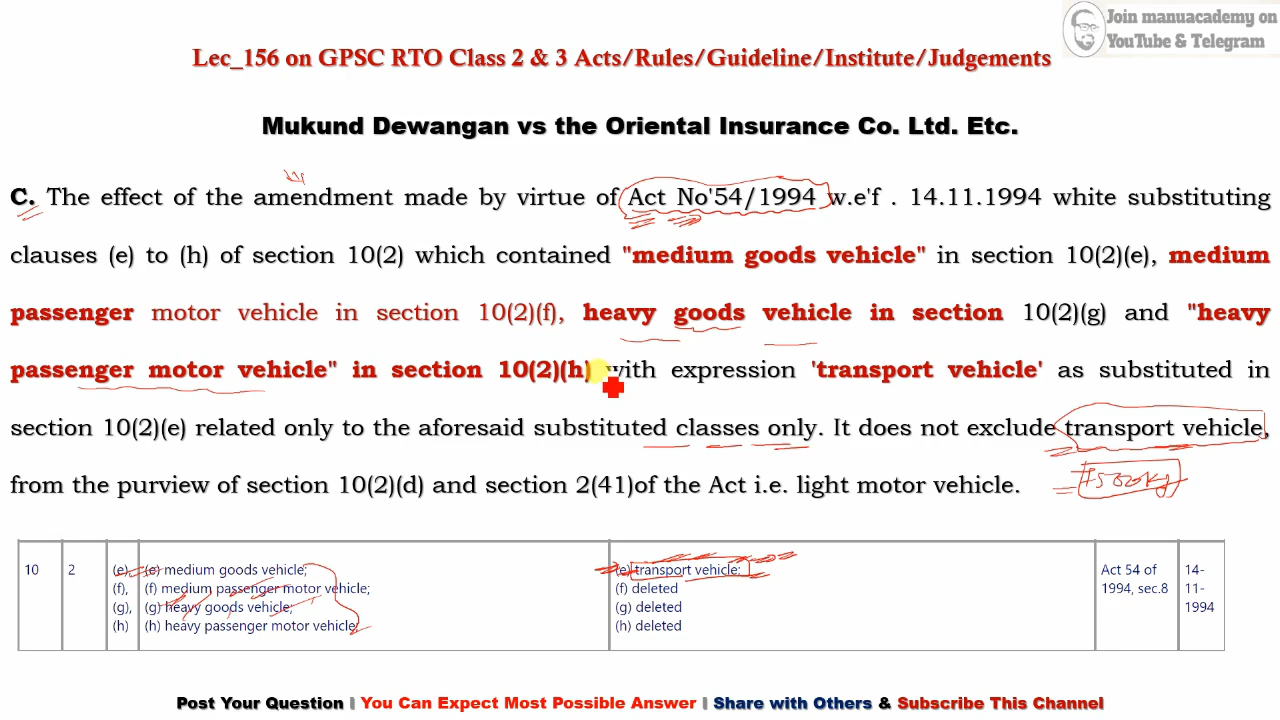 Join manuacademy on
YouTube & Telegram
Lec_156 on GPSC RTO Class 2 & 3 Acts/Rules/Guideline/Institute/Judgements
Mukund Dewangan vs the Oriental Insurance Co. Ltd. Etc.
C. The effect of the amendment made by virtue of Act No'54/1994 w.e'f . 14.11.1994 white substituting
clauses (e) to (h) of section 10(2) which contained "medium goods vehicle" in section 10(2)(e), medium
passenger motor vehicle in section 10(2)(f), heavy goods vehicle in section 10(2)(g) and "heavy
passenger motor vehicle" in section 10(2)(h) with expression 'transport vehicle' as substituted in
section 10(2)(e) related only to the aforesaid substituted classes only. It does not exclude transport vehicle,
from the purview of section 10(2)(d) and section 2(41)of the Act i.e. light motor vehicle.
7500kg
10 2 (e), (e) medium goods vehicle; (e) transport vehicle; Act 54 of 14-
(f), (f) medium passenger motor vehicle; (f) deleted 1994, sec.8 11-
(g), (g) heavy goods vehicle; (g) deleted 1994
(h) (h) heavy passenger motor vehicle; (h) deleted
Post Your Question I You Can Expect Most Possible Answer I Share with Others & Subscribe This Channel